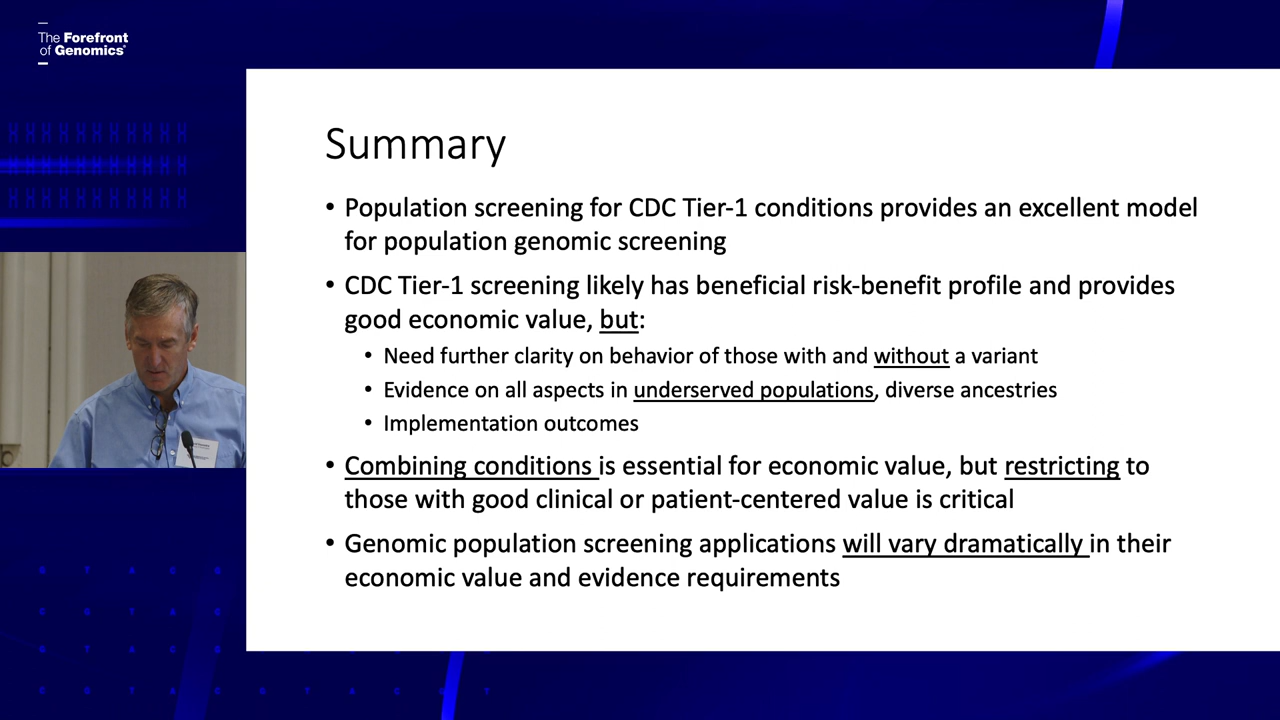 The Forefront
of Genomics®
Summary
• Population screening for CDC Tier-1 conditions provides an excellent model
for population genomic screening
• CDC Tier-1 screening likely has beneficial risk-benefit profile and provides
good economic value, but:
• Need further clarity on behavior of those with and without a variant
• Evidence on all aspects in underserved populations, diverse ancestries
• Implementation outcomes
• Combining conditions is essential for economic value, but restricting to
those with good clinical or patient-centered value is critical
• Genomic population screening applications will vary dramatically in their
economic value and evidence requirements